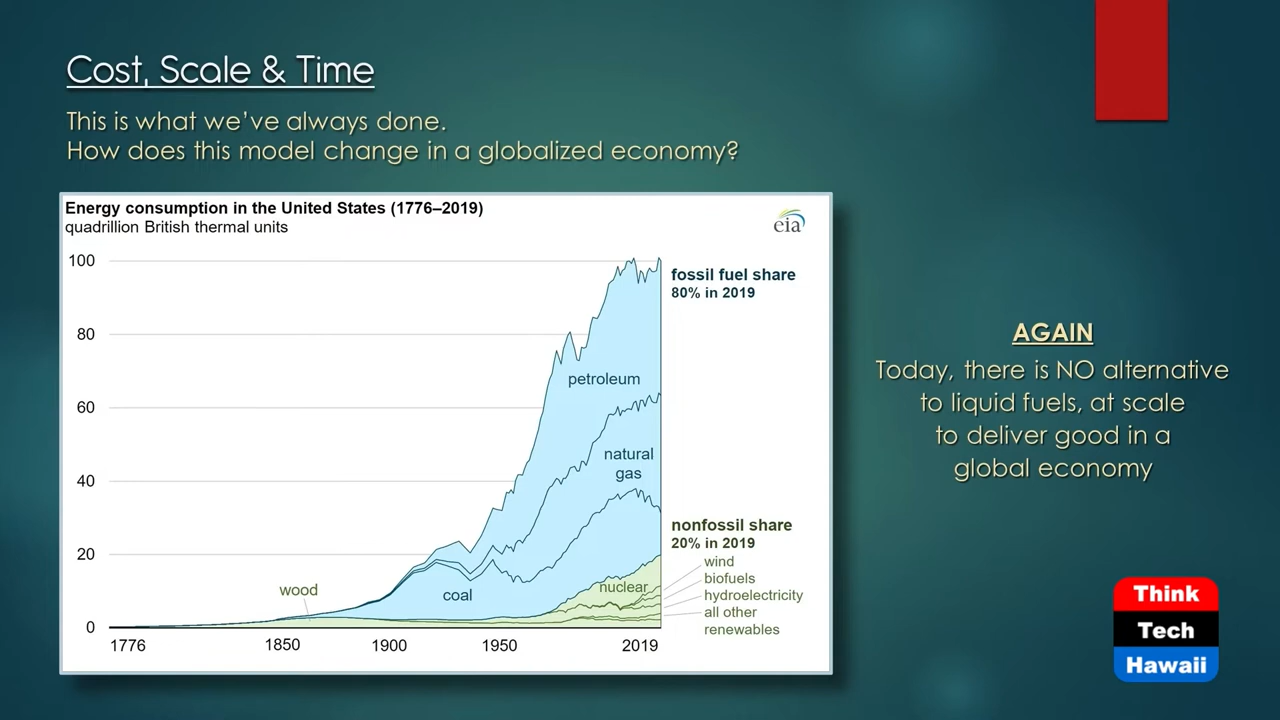 Cost, Scale & Time
This is what we've always done.
How does this model change in a globalized economy?
Energy consumption in the United States (1776–2019)
quadrillion British thermal units
eia
100
80
60
40
20
0
1776
1850
1900
1950
2019
petroleum
natural
gas
coal
wood
nuclear
fossil fuel share
80% in 2019
nonfossil share
20% in 2019
wind
biofuels
hydroelectricity
all other
renewables
AGAIN
Today, there is NO alternative
to liquid fuels, at scale
to deliver good in a
global economy
Think
Tech
Hawaii